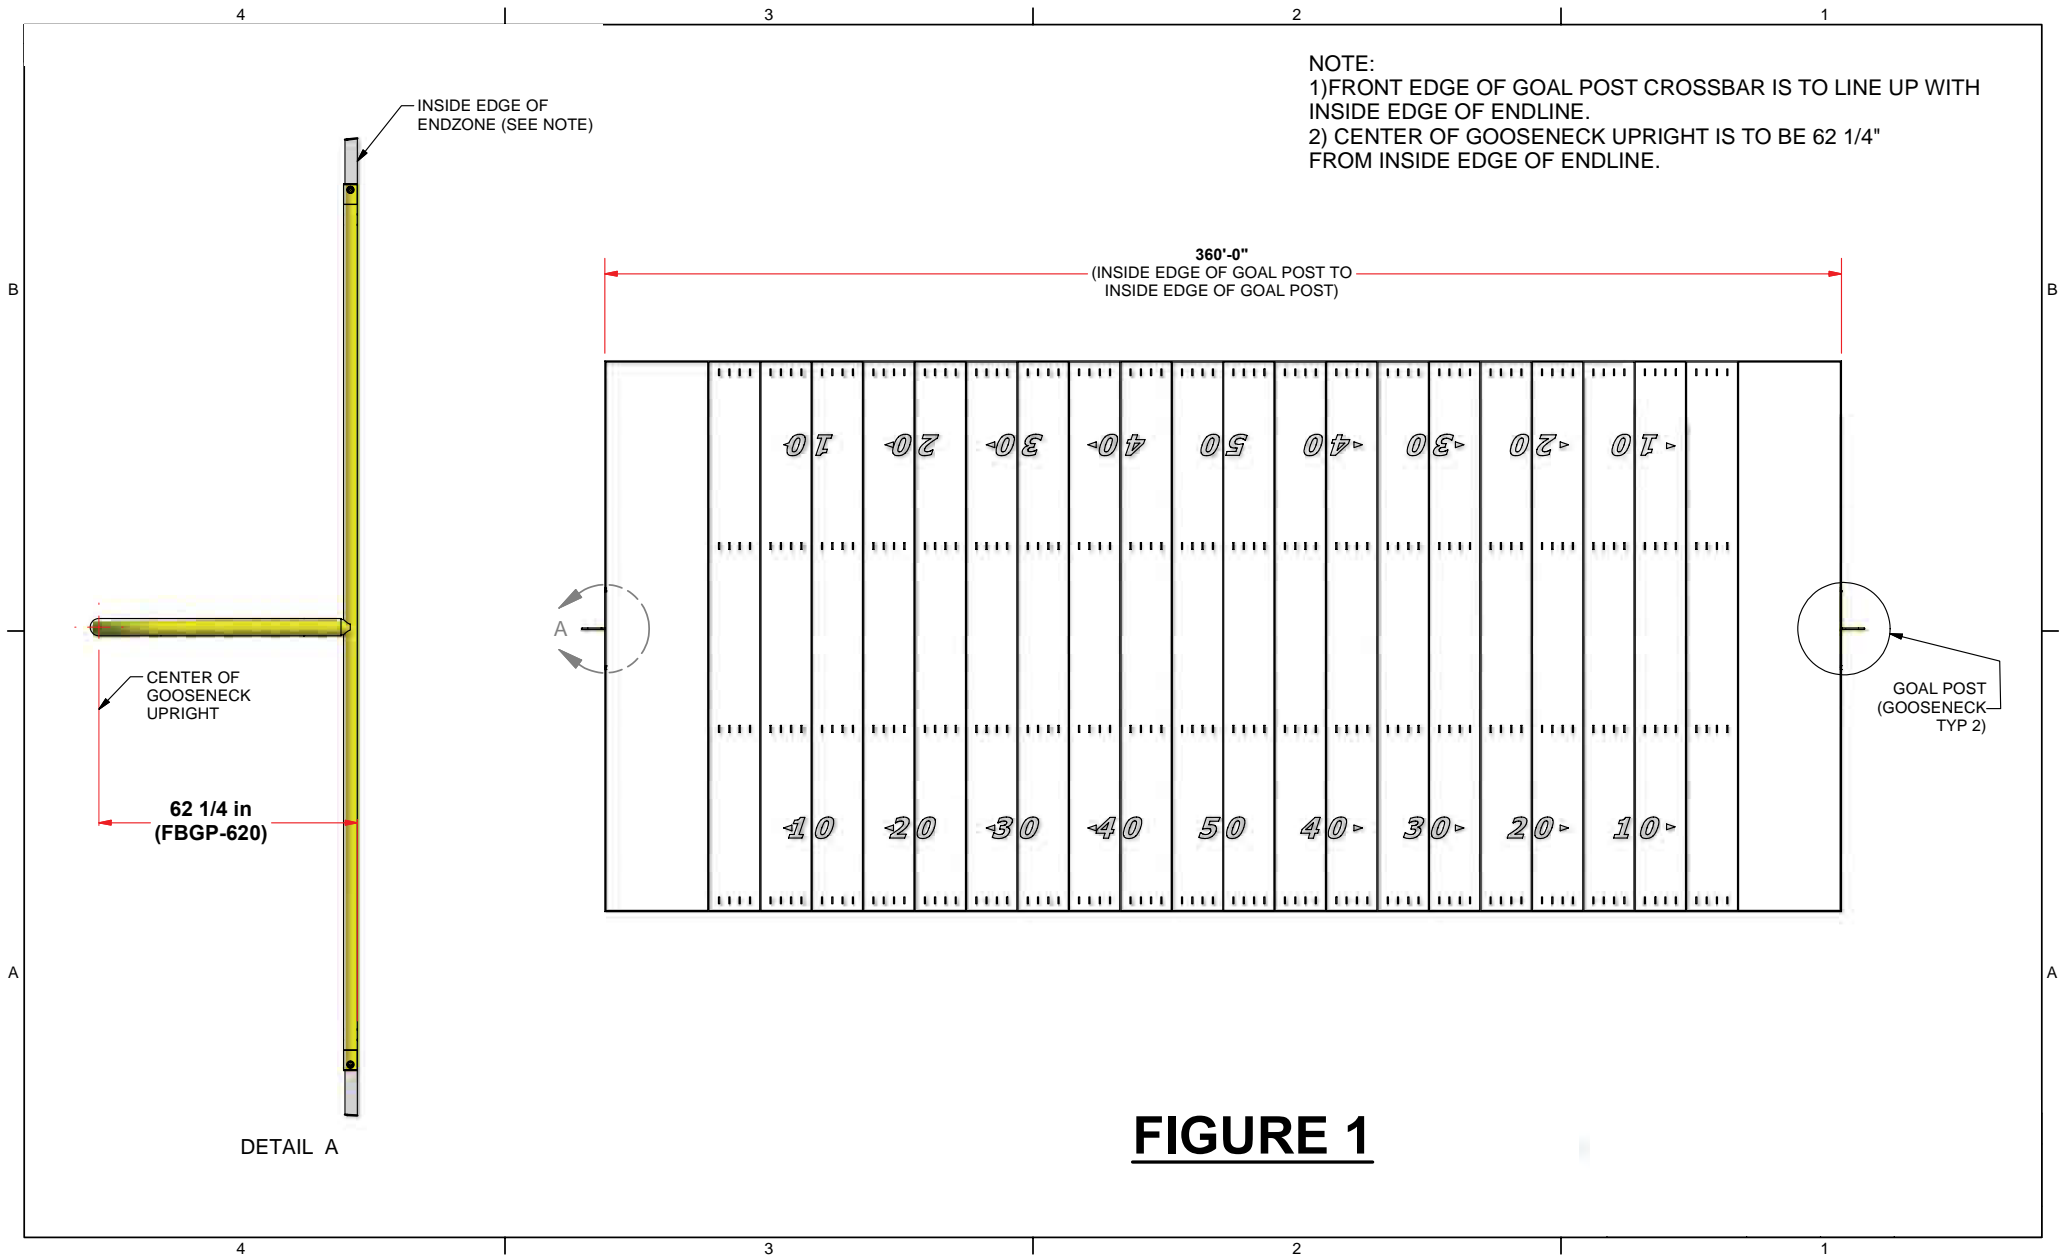 4 3 2 1
NOTE:
1)FRONT EDGE OF GOAL POST CROSSBAR IS TO LINE UP WITH
INSIDE EDGE OF ENDLINE.
2) CENTER OF GOOSENECK UPRIGHT IS TO BE 62 1/4"
FROM INSIDE EDGE OF ENDLINE.
INSIDE EDGE OF
ENDZONE (SEE NOTE)
360'-0"
(INSIDE EDGE OF GOAL POST TO
INSIDE EDGE OF GOAL POST)
B B
10 20 30 40 50 40 30 20 10
A
CENTER OF
GOOSENECK
UPRIGHT
GOAL POST
(GOOSENECK
TYP 2)
62 1/4 in
(FBGP-620)
10 20 30 40 50 40 30 20 10
A A
DETAIL A
FIGURE 1
4 3 2 1